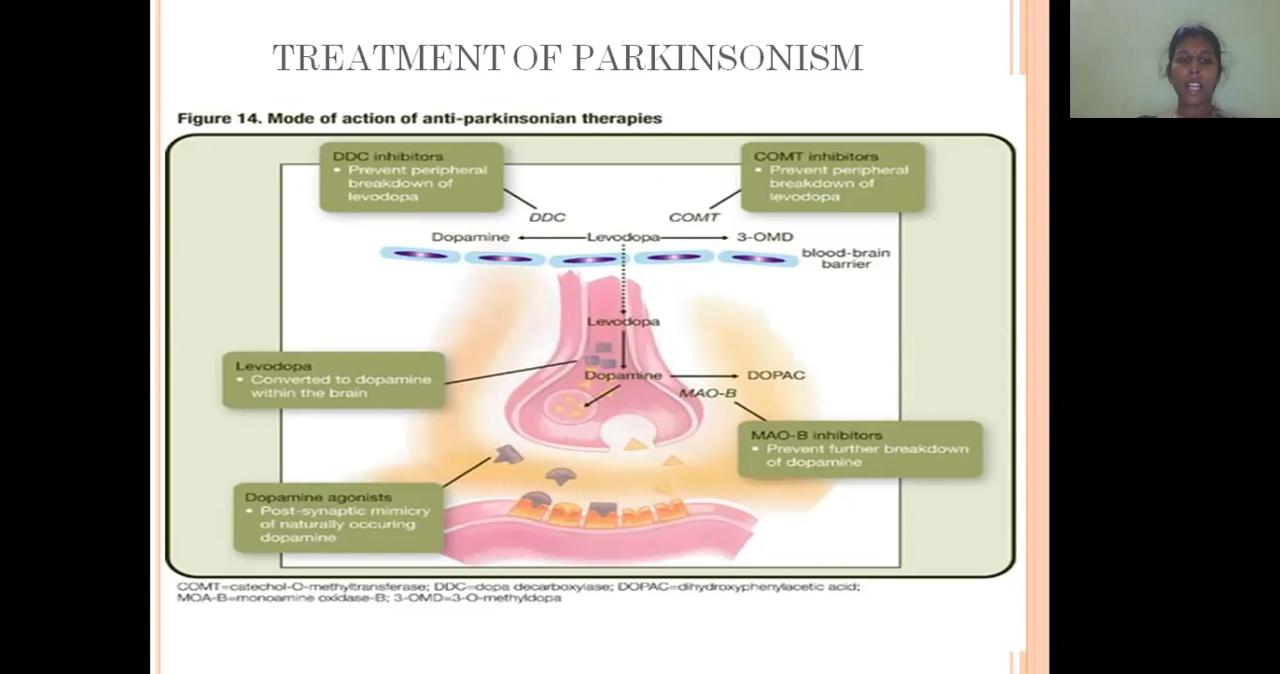 TREATMENT OF PARKINSONISM
Figure 14. Mode of action of anti-parkinsonian therapies
DDC inhibitors
• Prevent peripheral
breakdown of
levodopa
COMT inhibitors
• Prevent peripheral
breakdown of
levodopa
DDC
COMT
Dopamine
Levodopa
3-OMD
blood-brain
barrier
Levodopa
Levodopa
• Converted to dopamine
within the brain
Dopamine
DOPAC
MAO-B
MAO-B inhibitors
• Prevent further breakdown
of dopamine
Dopamine agonists
• Post-synaptic mimicry
of naturally occuring
dopamine
COMT=catechol-O-methyltransferase; DDC=dopa decarboxylase; DOPAC=dihydroxyphenylacetic acid;
MOA-B=monoamine oxidase-B; 3-OMD=3-O-methyldopa